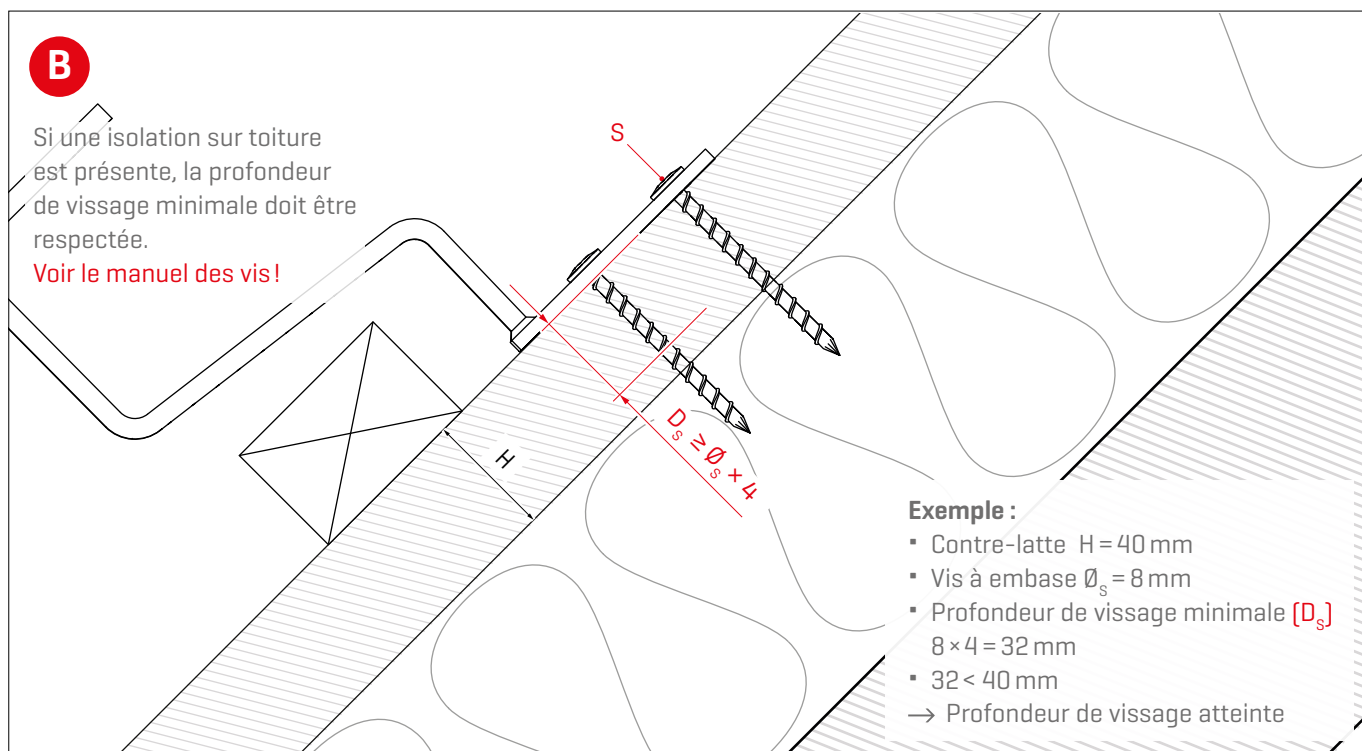 B
Si une isolation sur toiture
est présente, la profondeur
de vissage minimale doit être
respectée.
Voir le manuel des vis!
S
H
Dₛ ≥ Øₛ × 4
Exemple :
▪ Contre-latte H = 40 mm
▪ Vis à embase Øₛ = 8 mm
▪ Profondeur de vissage minimale (Dₛ)
8 × 4 = 32 mm
▪ 32 < 40 mm
→ Profondeur de vissage atteinte